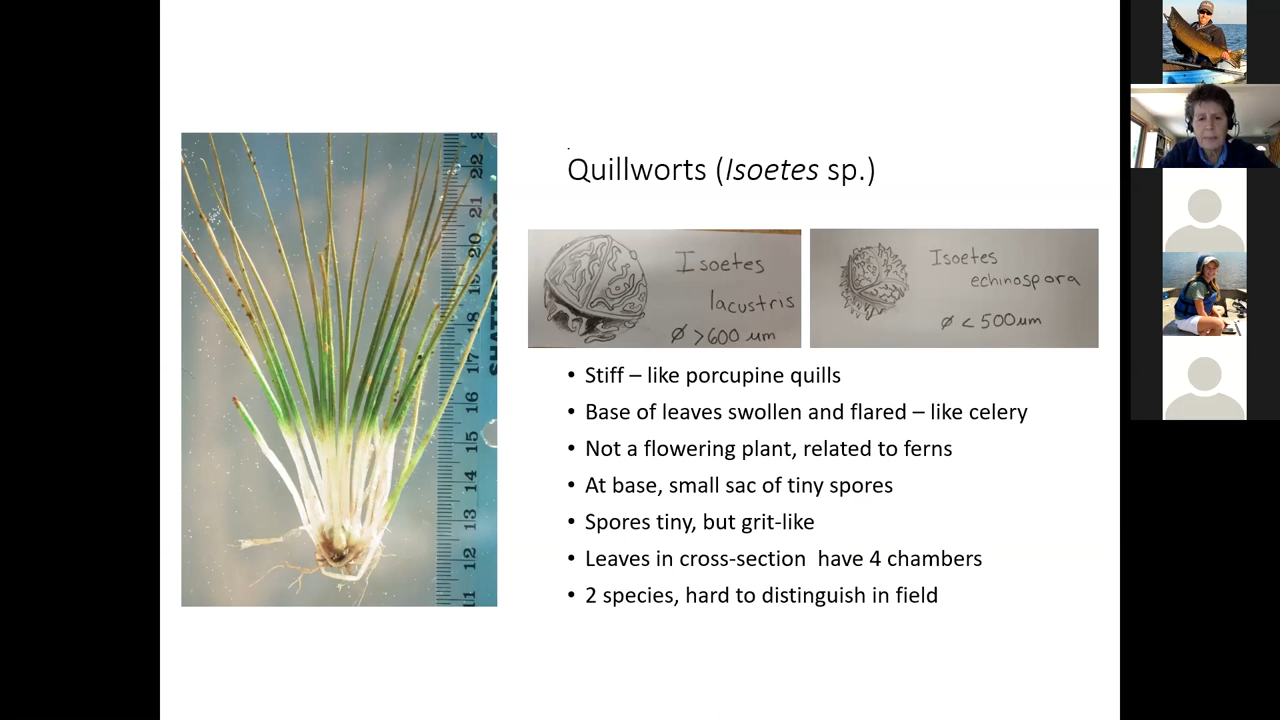 Quillworts (Isoetes sp.)
Isoetes
lacustris
Ø >600 um
Isoetes
echinospora
Ø < 500um
• Stiff – like porcupine quills
• Base of leaves swollen and flared – like celery
• Not a flowering plant, related to ferns
• At base, small sac of tiny spores
• Spores tiny, but grit-like
• Leaves in cross-section  have 4 chambers
• 2 species, hard to distinguish in field
22
21
20
19
18
17
16
15
14
13
12
11